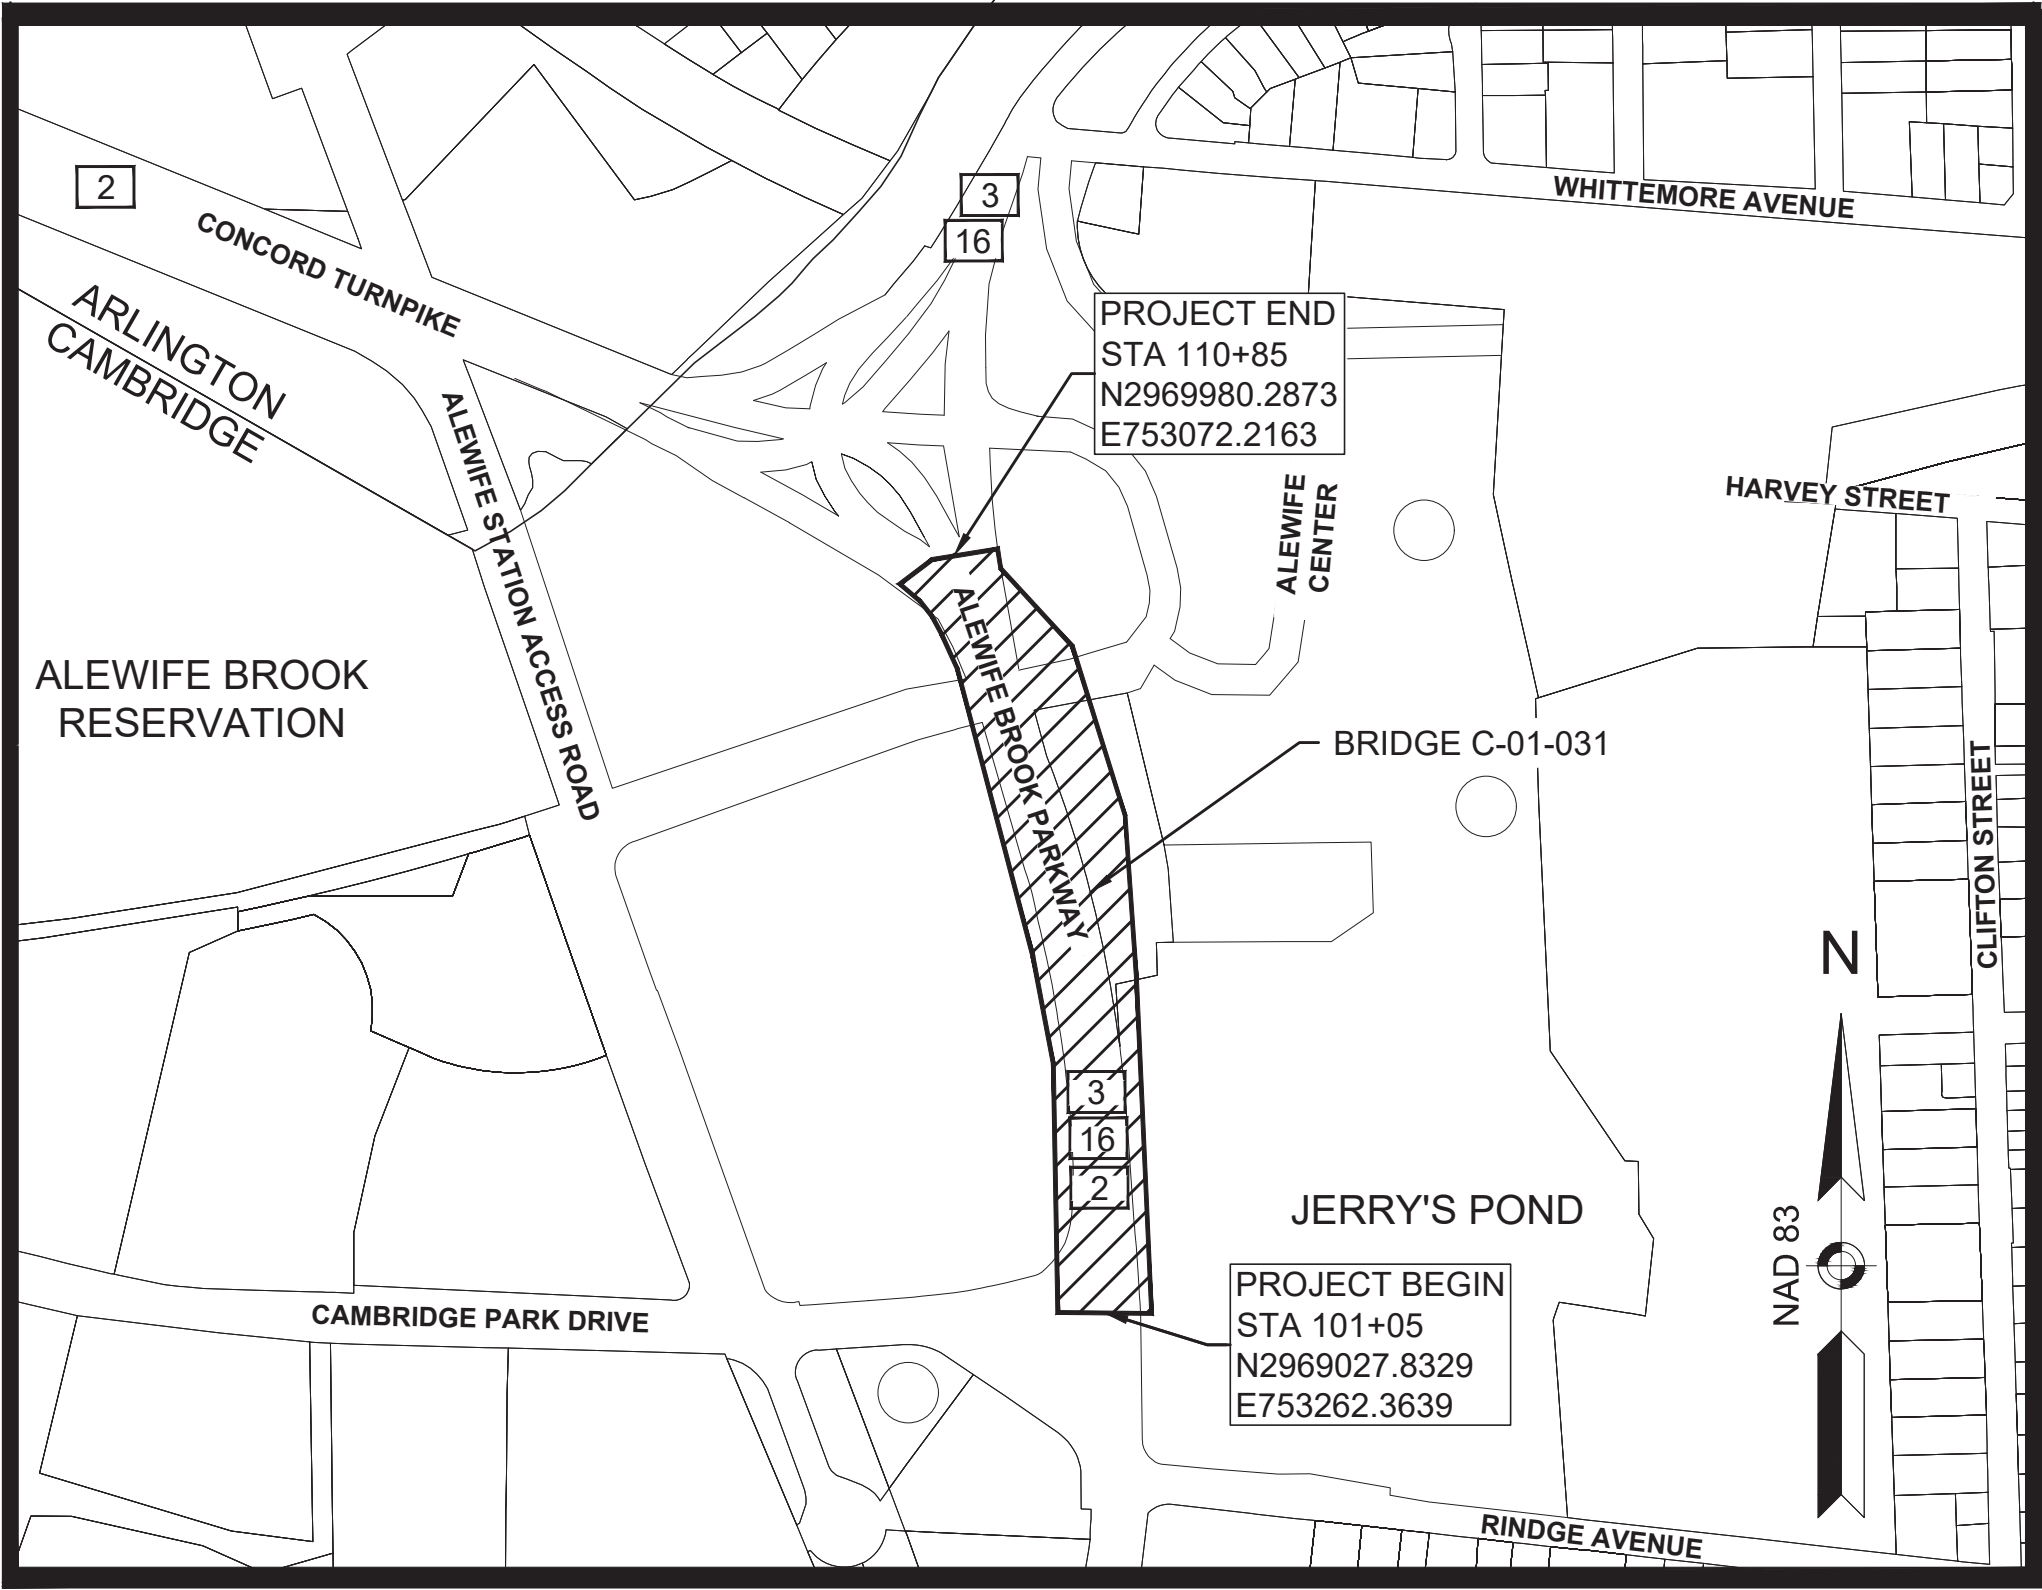 2
3
16
WHITTEMORE AVENUE
CONCORD TURNPIKE
ARLINGTON
CAMBRIDGE
PROJECT END
STA 110+85
N2969980.2873
E753072.2163
ALEWIFE STATION ACCESS ROAD
HARVEY STREET
ALEWIFE
CENTER
ALEWIFE BROOK
RESERVATION
ALEWIFE BROOK PARKWAY
BRIDGE C-01-031
CLIFTON STREET
N
3
16
2
JERRY'S POND
NAD 83
PROJECT BEGIN
STA 101+05
N2969027.8329
E753262.3639
CAMBRIDGE PARK DRIVE
RINDGE AVENUE